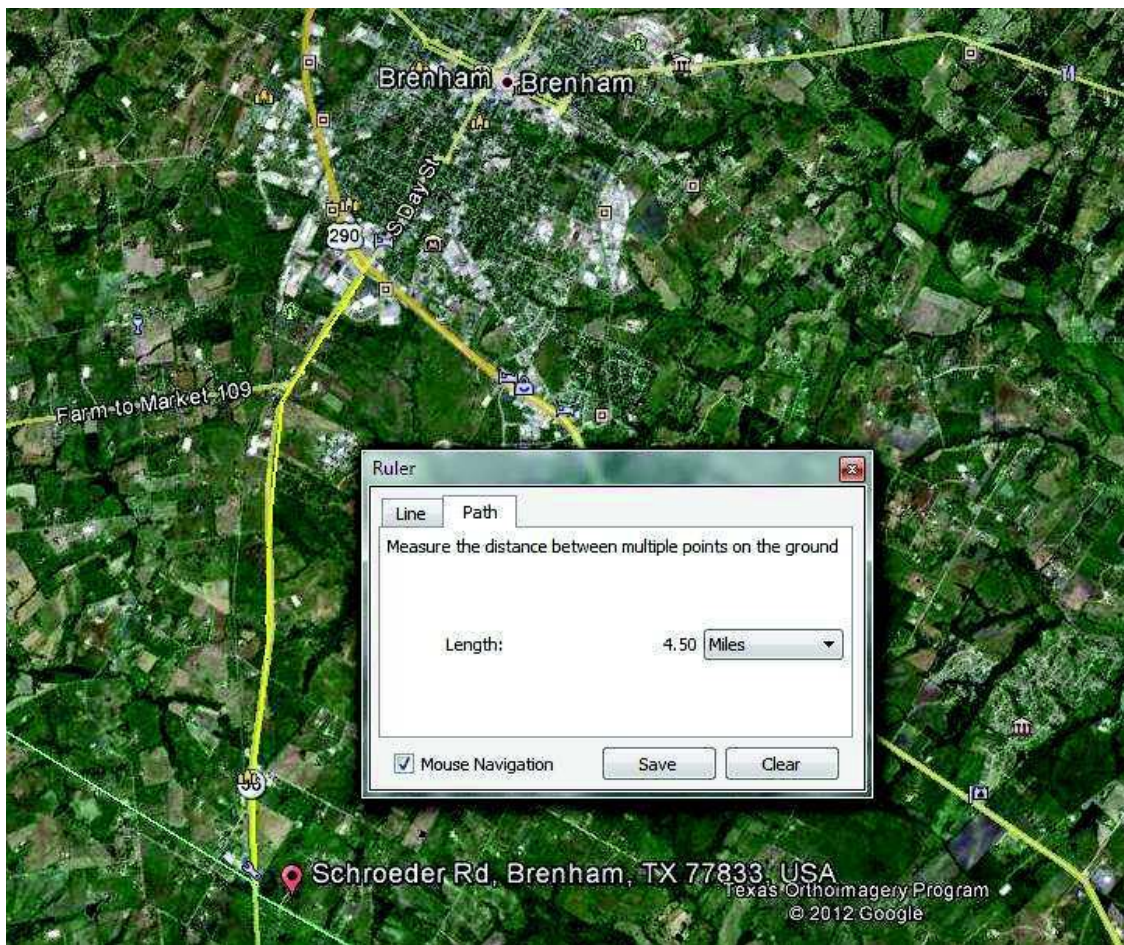 Brenham
Brenham
S Day St
290
Farm to Market 109
Ruler
Line
Path
Measure the distance between multiple points on the ground
Length:
4.50
Miles
Mouse Navigation
Save
Clear
36
Schroeder Rd, Brenham, TX 77833, USA
Texas Orthoimagery Program
© 2012 Google